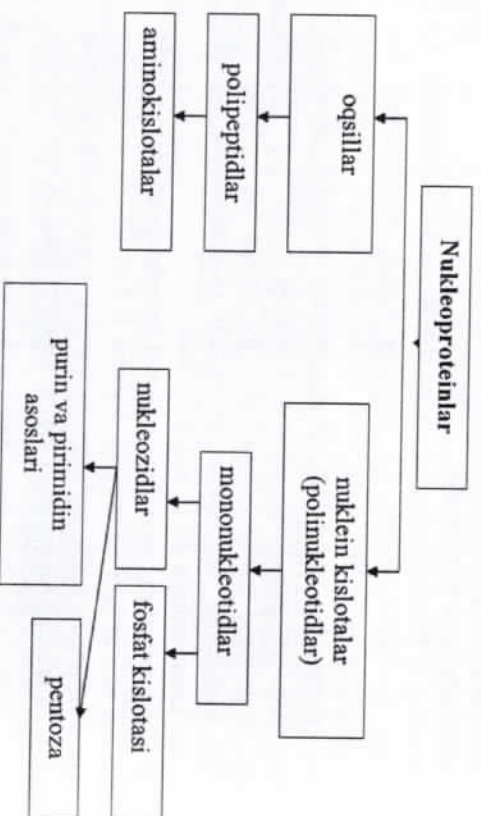 Nukleoproteinlar
oqsillar
nuklein kislotalar
(polinukleotidlar)
polipeptidlar
mononukleotidlar
aminokislotalar
nukleozidlar
fosfat kislotasi
purin va pirimidin
asoslari
pentoza